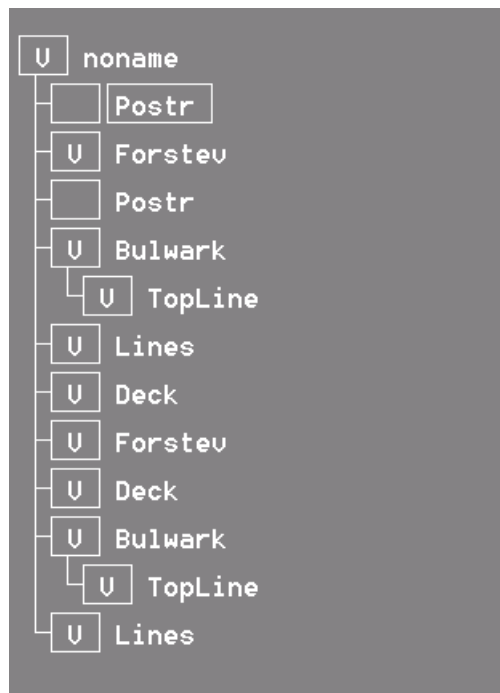 V noname
Postr
V Forstev
Postr
V Bulwark
V TopLine
V Lines
V Deck
V Forstev
V Deck
V Bulwark
V TopLine
V Lines